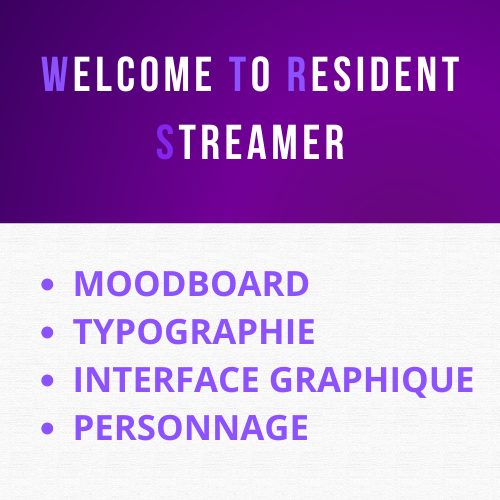 WELCOME TO RESIDENT
STREAMER
• MOODBOARD
• TYPOGRAPHIE
• INTERFACE GRAPHIQUE
• PERSONNAGE